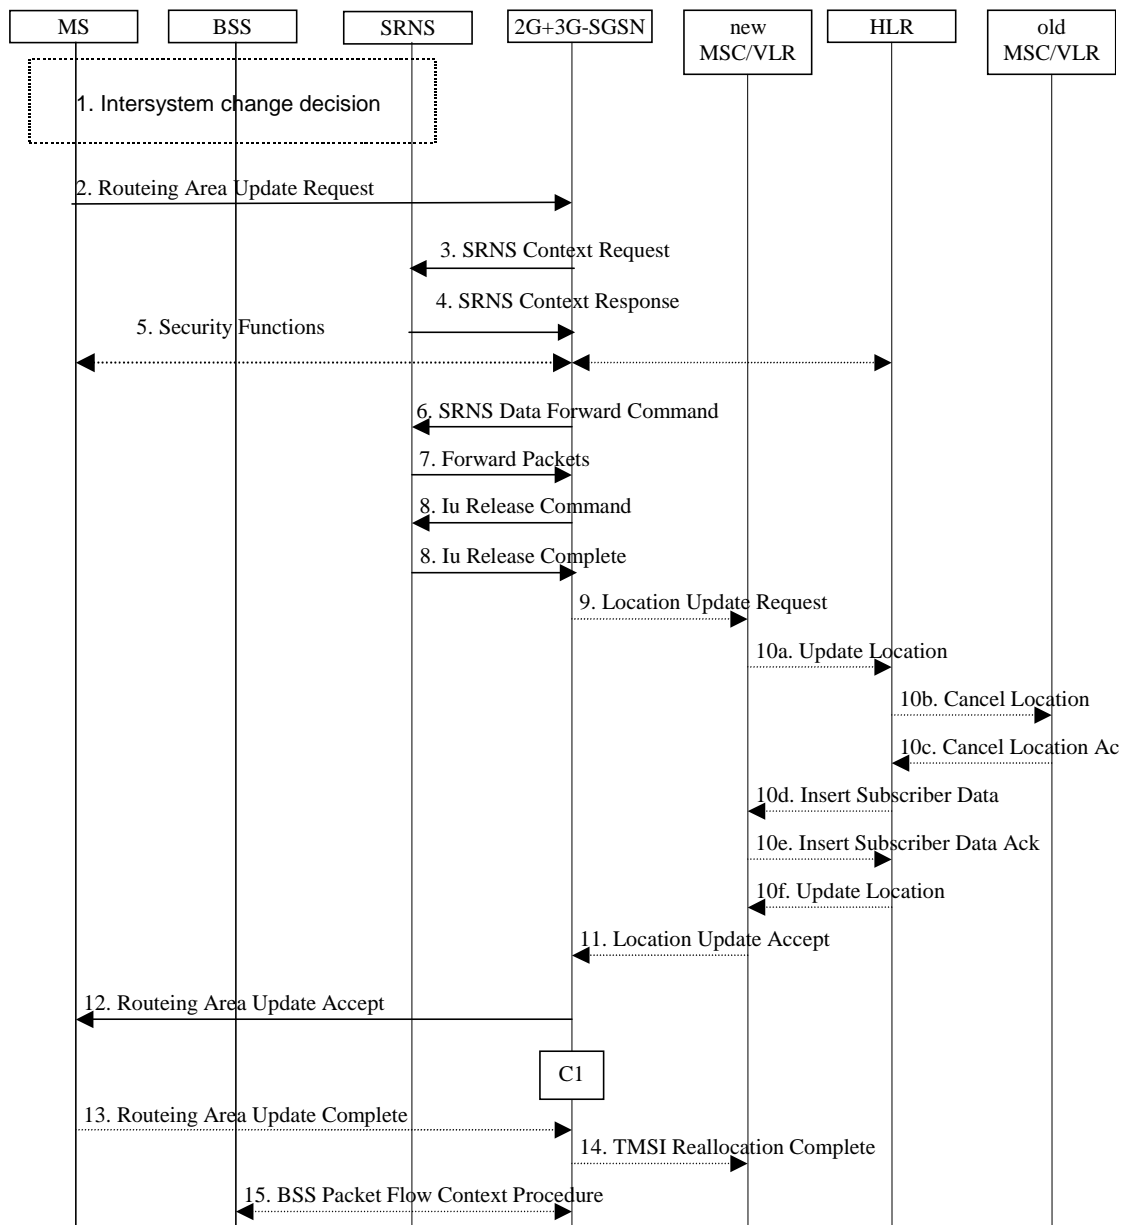 MS BSS SRNS 2G+3G-SGSN new MSC/VLR HLR old MSC/VLR
1. Intersystem change decision
2. Routeing Area Update Request
3. SRNS Context Request
4. SRNS Context Response
5. Security Functions
6. SRNS Data Forward Command
7. Forward Packets
8. Iu Release Command
8. Iu Release Complete
9. Location Update Request
10a. Update Location
10b. Cancel Location
10c. Cancel Location Ac
10d. Insert Subscriber Data
10e. Insert Subscriber Data Ack
10f. Update Location
11. Location Update Accept
12. Routeing Area Update Accept
C1
13. Routeing Area Update Complete
14. TMSI Reallocation Complete
15. BSS Packet Flow Context Procedure